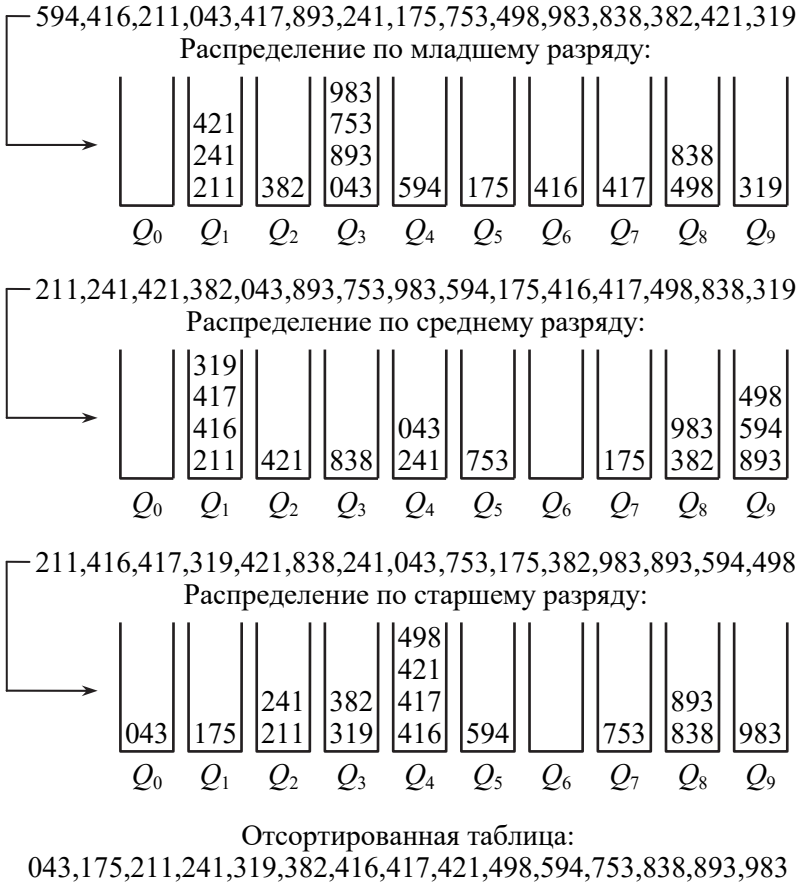 594,416,211,043,417,893,241,175,753,498,983,838,382,421,319
Распределение по младшему разряду:
983
421 753
241 893 838
211 382 043 594 175 416 417 498 319
Q0 Q1 Q2 Q3 Q4 Q5 Q6 Q7 Q8 Q9
211,241,421,382,043,893,753,983,594,175,416,417,498,838,319
Распределение по среднему разряду:
319
417 498
416 043 983 594
211 421 838 241 753 175 382 893
Q0 Q1 Q2 Q3 Q4 Q5 Q6 Q7 Q8 Q9
211,416,417,319,421,838,241,043,753,175,382,983,893,594,498
Распределение по старшему разряду:
498
421
241 382 417 893
043 175 211 319 416 594 753 838 983
Q0 Q1 Q2 Q3 Q4 Q5 Q6 Q7 Q8 Q9
Отсортированная таблица:
043,175,211,241,319,382,416,417,421,498,594,753,838,893,983